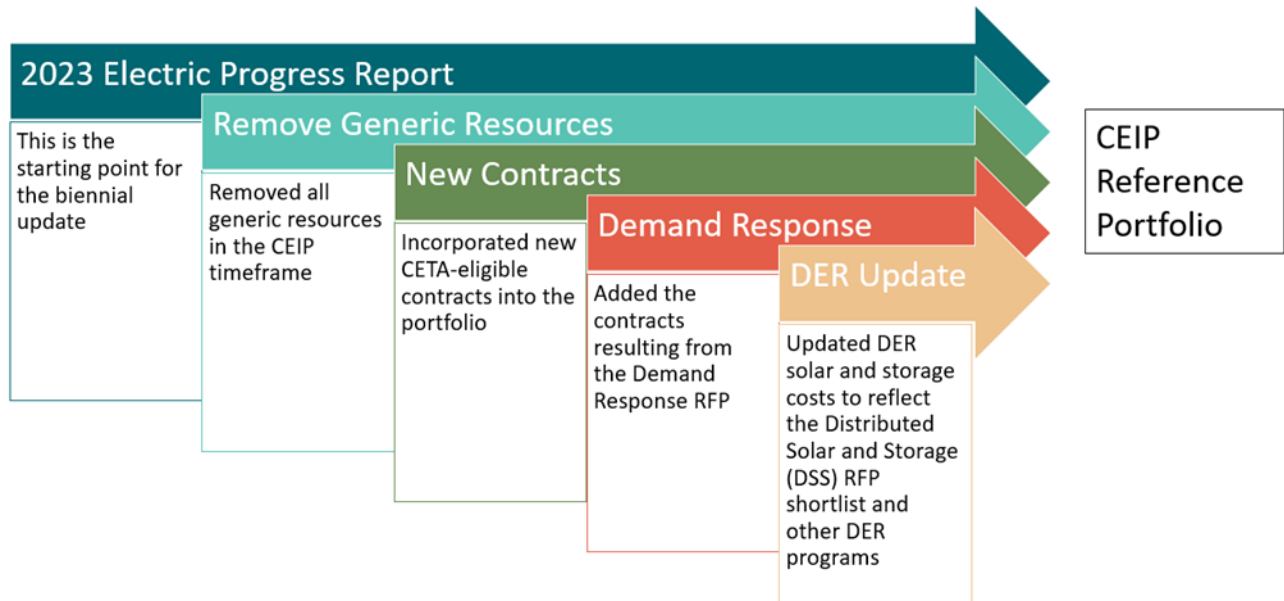 2023 Electric Progress Report
This is the
starting point for
the biennial
update
Remove Generic Resources
Removed all
generic resources
in the CEIP
timeframe
New Contracts
Incorporated new
CETA-eligible
contracts into the
portfolio
Demand Response
Added the
contracts
resulting from
the Demand
Response RFP
DER Update
Updated DER
solar and storage
costs to reflect
the Distributed
Solar and Storage
(DSS) RFP
shortlist and
other DER
programs
CEIP
Reference
Portfolio